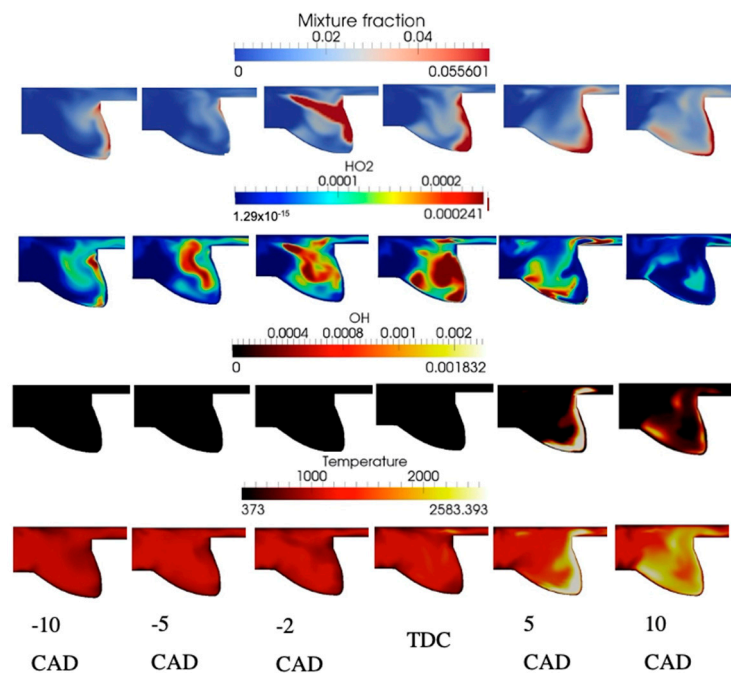 Mixture fraction
0.02 0.04
0 0.055601
HO2
0.0001 0.0002
1.29x10⁻¹⁵ 0.000241
OH
0.0004 0.0008 0.001 0.002
0 0.001832
Temperature
1000 2000
373 2583.393
-10 -5 -2 TDC 5 10
CAD CAD CAD CAD CAD